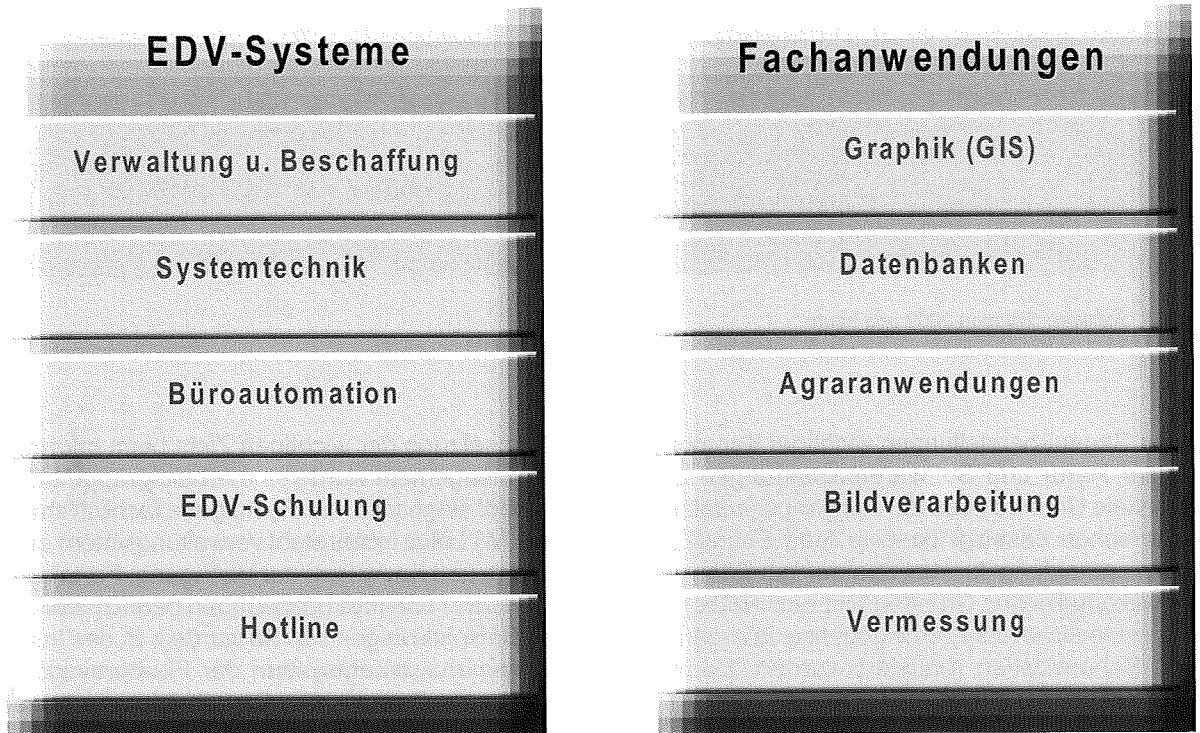 EDV-Systeme
Verwaltung u. Beschaffung
Systemtechnik
Büroautomation
EDV-Schulung
Hotline
Fachanwendungen
Graphik (GIS)
Datenbanken
Agraranwendungen
Bildverarbeitung
Vermessung